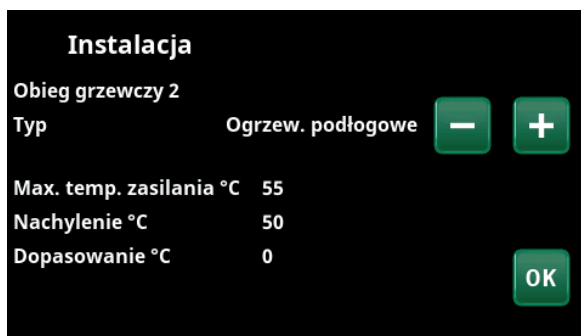 Instalacja
Obieg grzewczy 2
Typ Ogrzew. podłogowe − +
Max. temp. zasilania °C 55
Nachylenie °C 50
Dopasowanie °C 0
OK